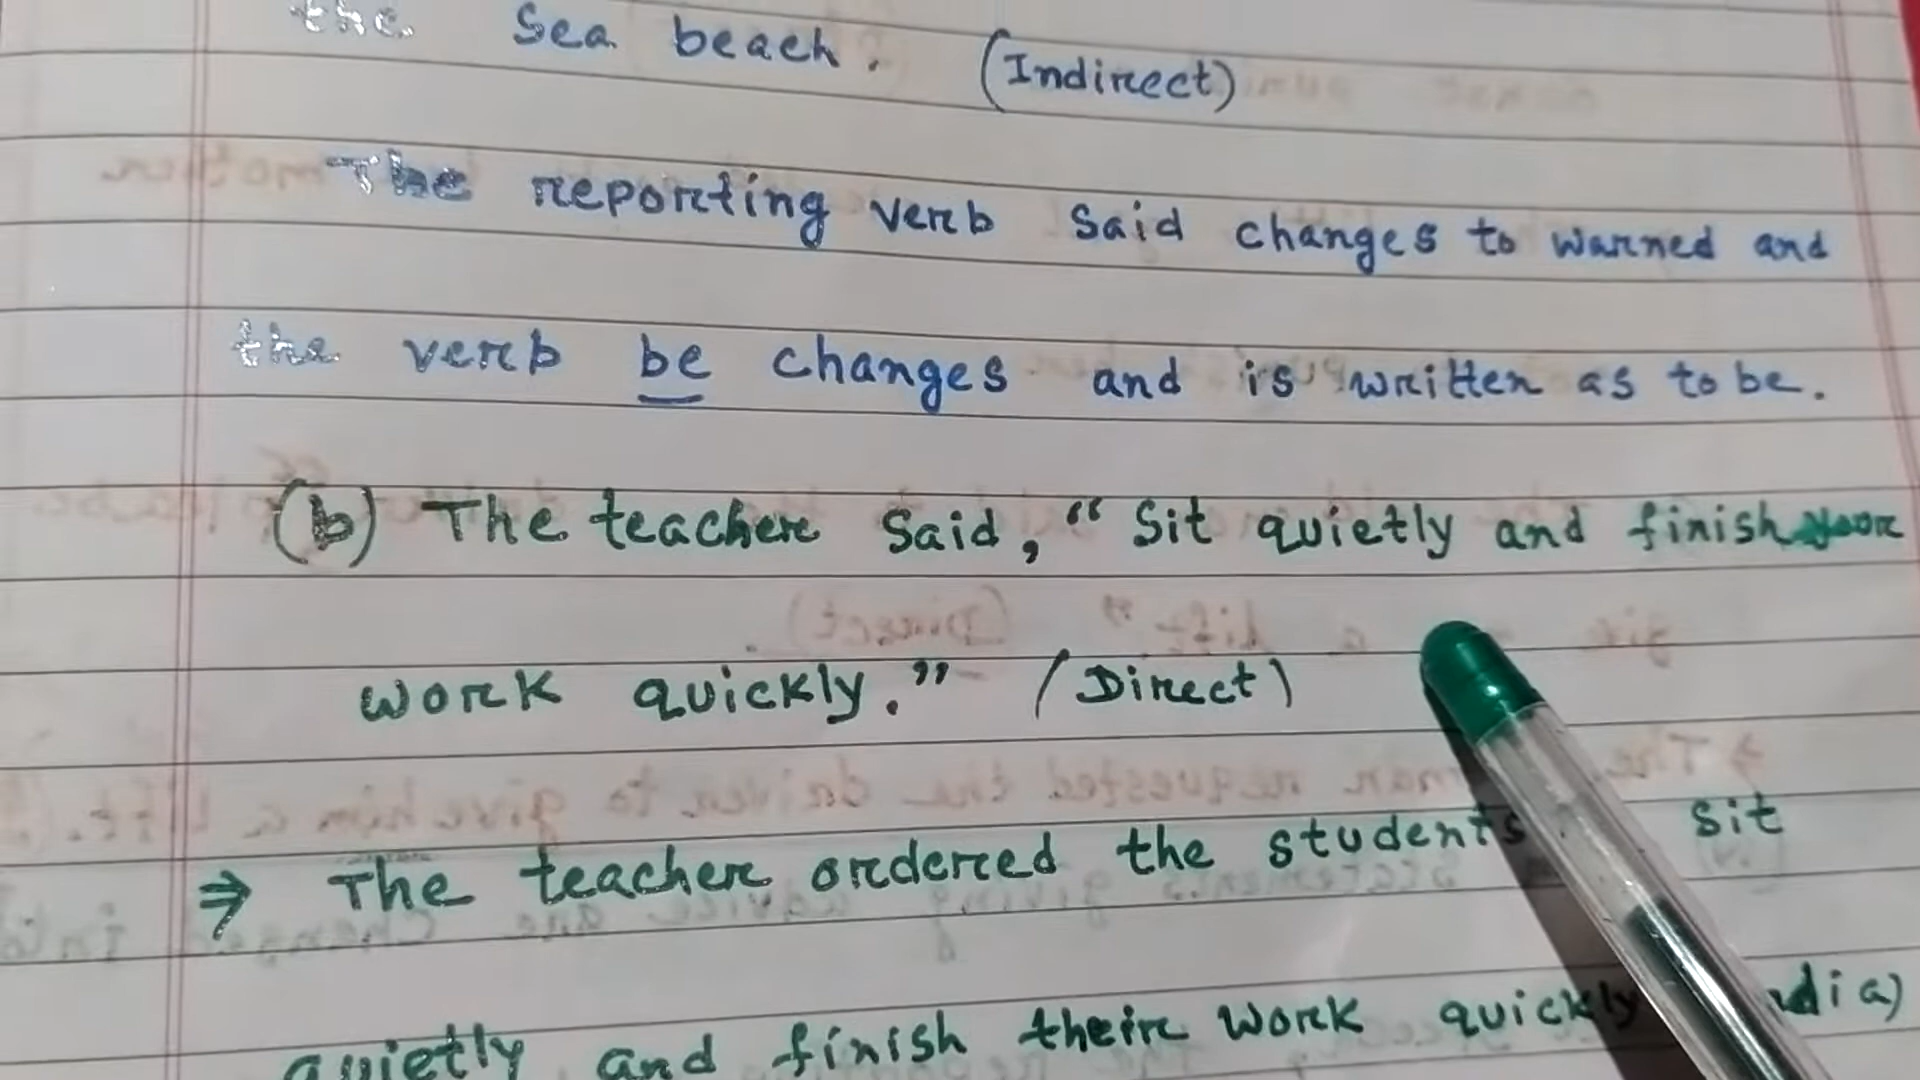 the sea beach. (Indirect)
The reporting verb said changes to warned and
the verb be changes and is written as to be.
(b) The teacher said, “Sit quietly and finish your
work quickly.” (Direct)
⇒ The teacher ordered the students sit
quietly and finish their work quickly